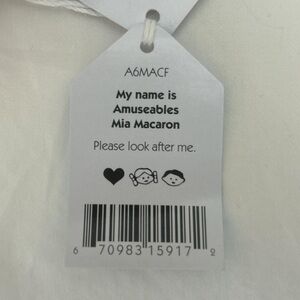 A6MACF
My name is
Amuseables
Mia Macaron
Please look after me.
6 70983 15917 2